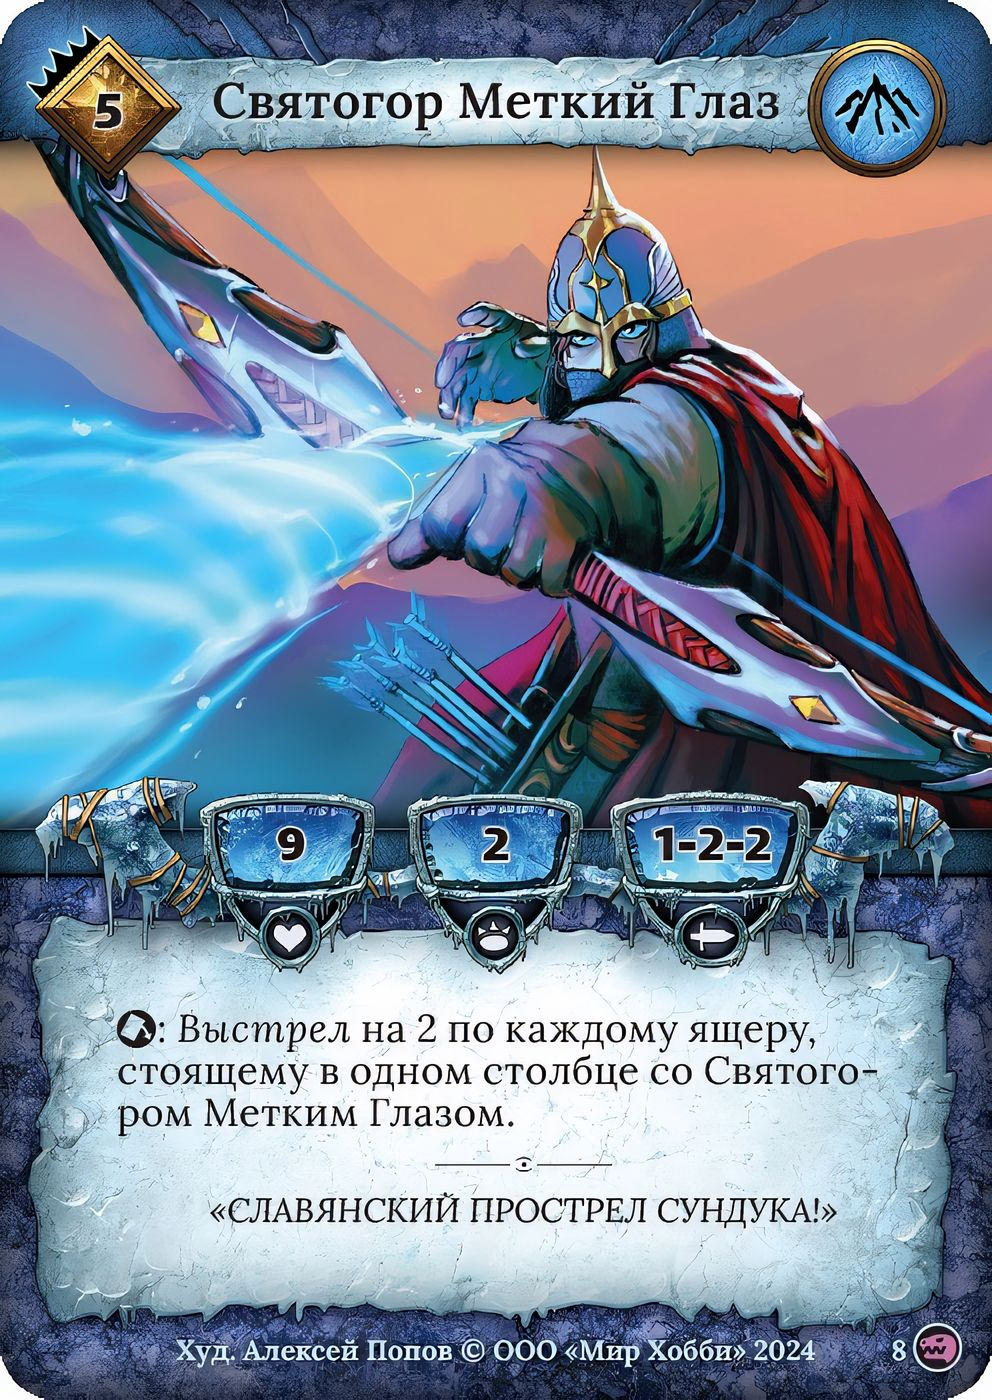 5
Святогор Меткий Глаз
9
2
1-2-2
: Выстрел на 2 по каждому ящеру,
стоящему в одном столбце со Святого-
ром Метким Глазом.
«СЛАВЯНСКИЙ ПРОСТРЕЛ СУНДУКА!»
Худ. Алексей Попов © ООО «Мир Хобби» 2024
8